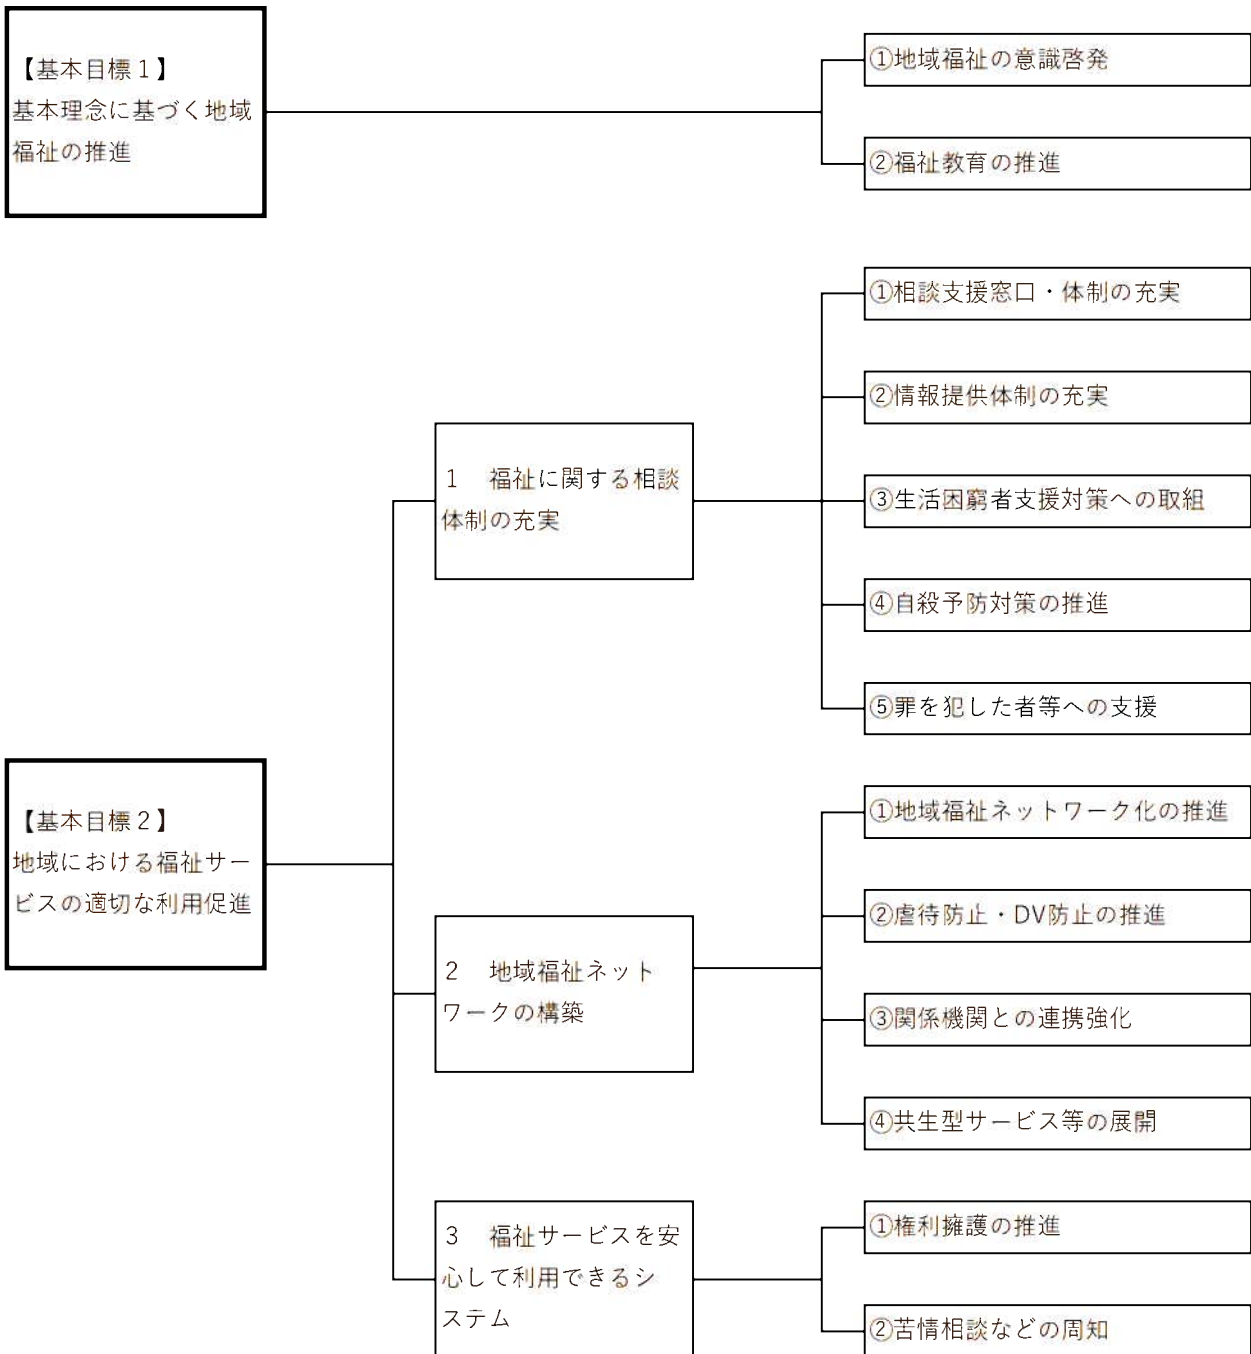 【基本目標１】
基本理念に基づく地域
福祉の推進
①地域福祉の意識啓発
②福祉教育の推進
【基本目標２】
地域における福祉サー
ビスの適切な利用促進
１　福祉に関する相談
体制の充実
①相談支援窓口・体制の充実
②情報提供体制の充実
③生活困窮者支援対策への取組
④自殺予防対策の推進
⑤罪を犯した者等への支援
２　地域福祉ネット
ワークの構築
①地域福祉ネットワーク化の推進
②虐待防止・DV防止の推進
③関係機関との連携強化
④共生型サービス等の展開
３　福祉サービスを安
心して利用できるシ
ステム
①権利擁護の推進
②苦情相談などの周知